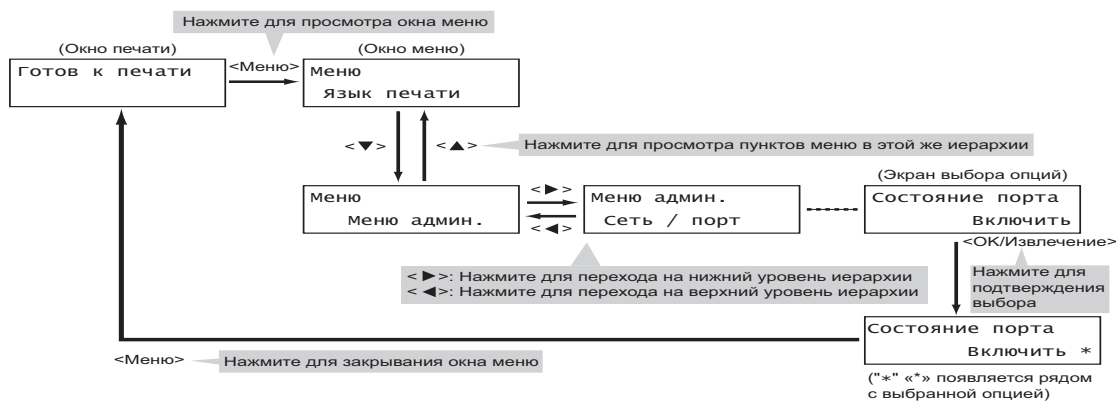 Нажмите для просмотра окна меню
(Окно печати)
(Окно меню)
Готов к печати
<Меню>
Меню
Язык печати
<▼>
<▲>
Нажмите для просмотра пунктов меню в этой же иерархии
Меню
Меню админ.
<▶>
<◀>
Меню админ.
Сеть / порт
(Экран выбора опций)
Состояние порта
Включить
<OK/Извлечение>
<▶>: Нажмите для перехода на нижний уровень иерархии
<◀>: Нажмите для перехода на верхний уровень иерархии
Нажмите для
подтверждения
выбора
Состояние порта
Включить *
<Меню>
Нажмите для закрывания окна меню
("*" «*» появляется рядом
с выбранной опцией)